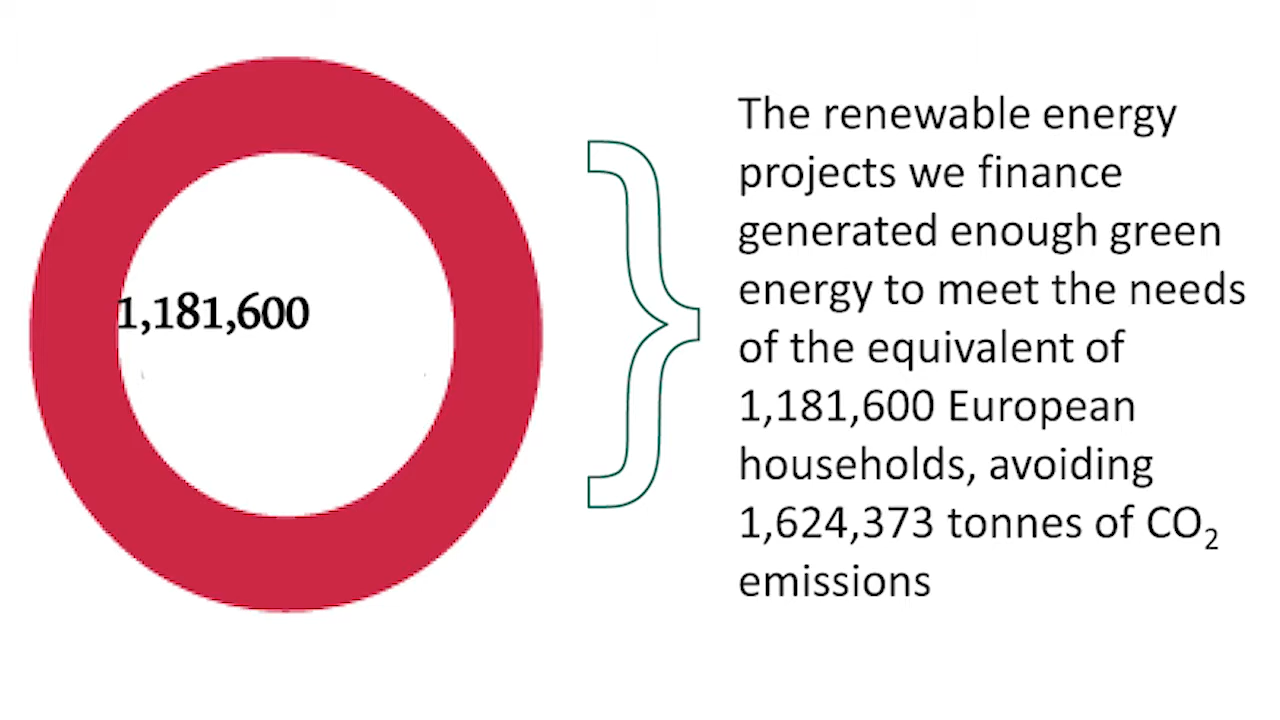 1,181,600
The renewable energy
projects we finance
generated enough green
energy to meet the needs
of the equivalent of
1,181,600 European
households, avoiding
1,624,373 tonnes of CO₂
emissions